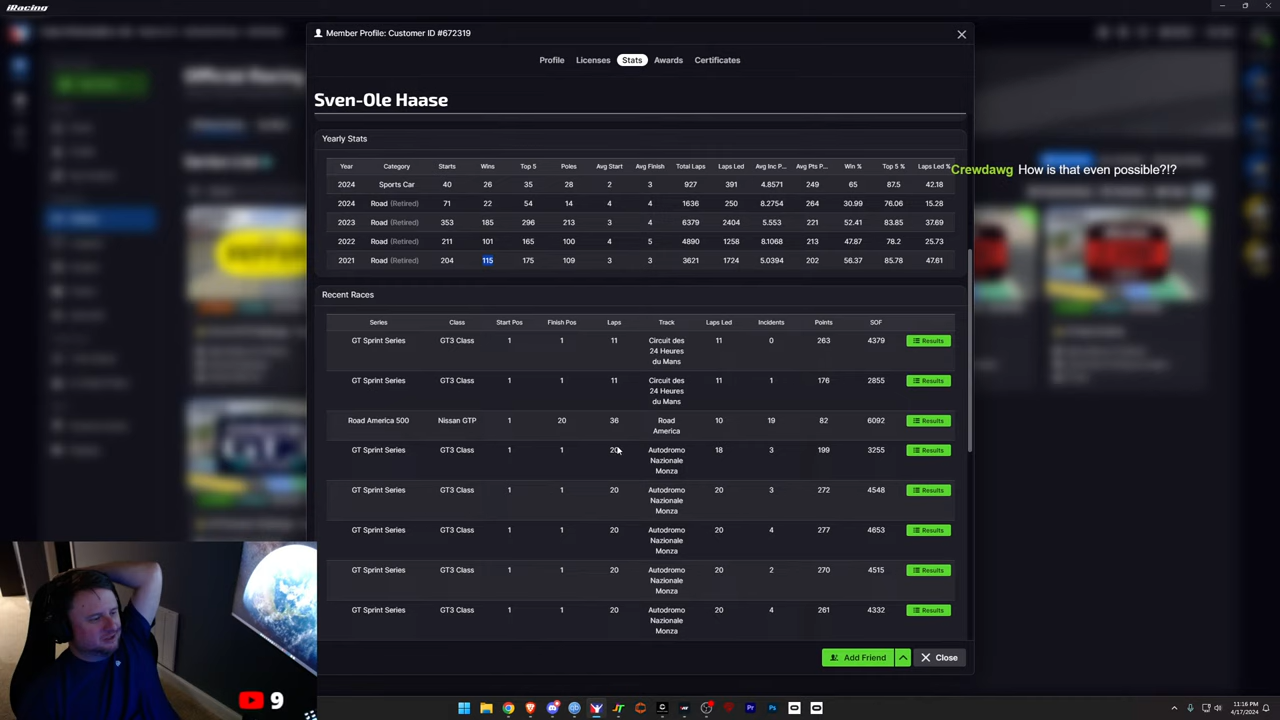 iRacing
Member Profile: Customer ID #672319
Profile Licenses Stats Awards Certificates
Sven-Ole Haase
Yearly Stats
Year Category Starts Wins Top 5 Poles Avg Start Avg Finish Total Laps Laps Led Avg Inc P... Avg Pts P... Win % Top 5 % Laps Led %
2024 Sports Car 40 26 35 28 2 3 927 391 4.8571 249 65 87.5 42.18
2024 Road (Retired) 71 22 54 14 4 4 1636 250 8.2754 264 30.99 76.06 15.28
2023 Road (Retired) 353 185 296 213 3 4 6379 2404 5.553 221 52.41 83.85 37.69
2022 Road (Retired) 211 101 165 100 4 5 4890 1258 8.1068 213 47.87 78.2 25.73
2021 Road (Retired) 204 115 175 109 3 3 3621 1724 5.0394 202 56.37 85.78 47.61
Crewdawg How is that even possible?!?
Recent Races
Series Class Start Pos Finish Pos Laps Track Laps Led Incidents Points SOF
GT Sprint Series GT3 Class 1 1 11 Circuit des 24 Heures du Mans 11 0 263 4379 Results
GT Sprint Series GT3 Class 1 1 11 Circuit des 24 Heures du Mans 11 1 176 2855 Results
Road America 500 Nissan GTP 1 20 36 Road America 10 19 82 6092 Results
GT Sprint Series GT3 Class 1 1 20 Autodromo Nazionale Monza 18 3 199 3255 Results
GT Sprint Series GT3 Class 1 1 20 Autodromo Nazionale Monza 20 3 272 4548 Results
GT Sprint Series GT3 Class 1 1 20 Autodromo Nazionale Monza 20 4 277 4653 Results
GT Sprint Series GT3 Class 1 1 20 Autodromo Nazionale Monza 20 2 270 4515 Results
GT Sprint Series GT3 Class 1 1 20 Autodromo Nazionale Monza 20 4 261 4332 Results
Add Friend Close
9
11:16 PM
4/17/2024